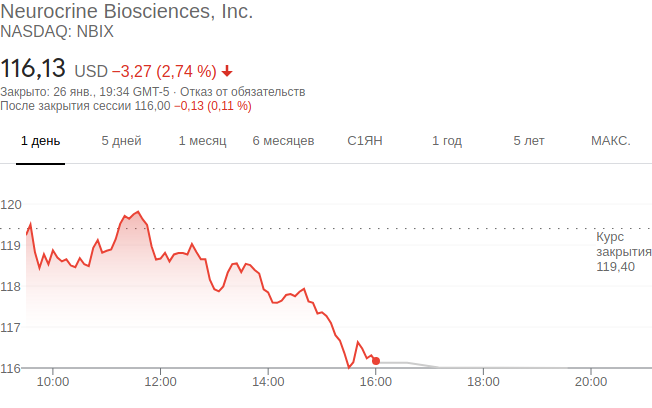 Neurocrine Biosciences, Inc.
NASDAQ: NBIX
116,13 USD −3,27 (2,74 %)
Закрыто: 26 янв., 19:34 GMT-5 · Отказ от обязательств
После закрытия сессии 116,00 −0,13 (0,11 %)
1 день 5 дней 1 месяц 6 месяцев С1ЯН 1 год 5 лет МАКС.
120
119
118
117
116
Курс
закрытия
119,40
10:00 12:00 14:00 16:00 18:00 20:00